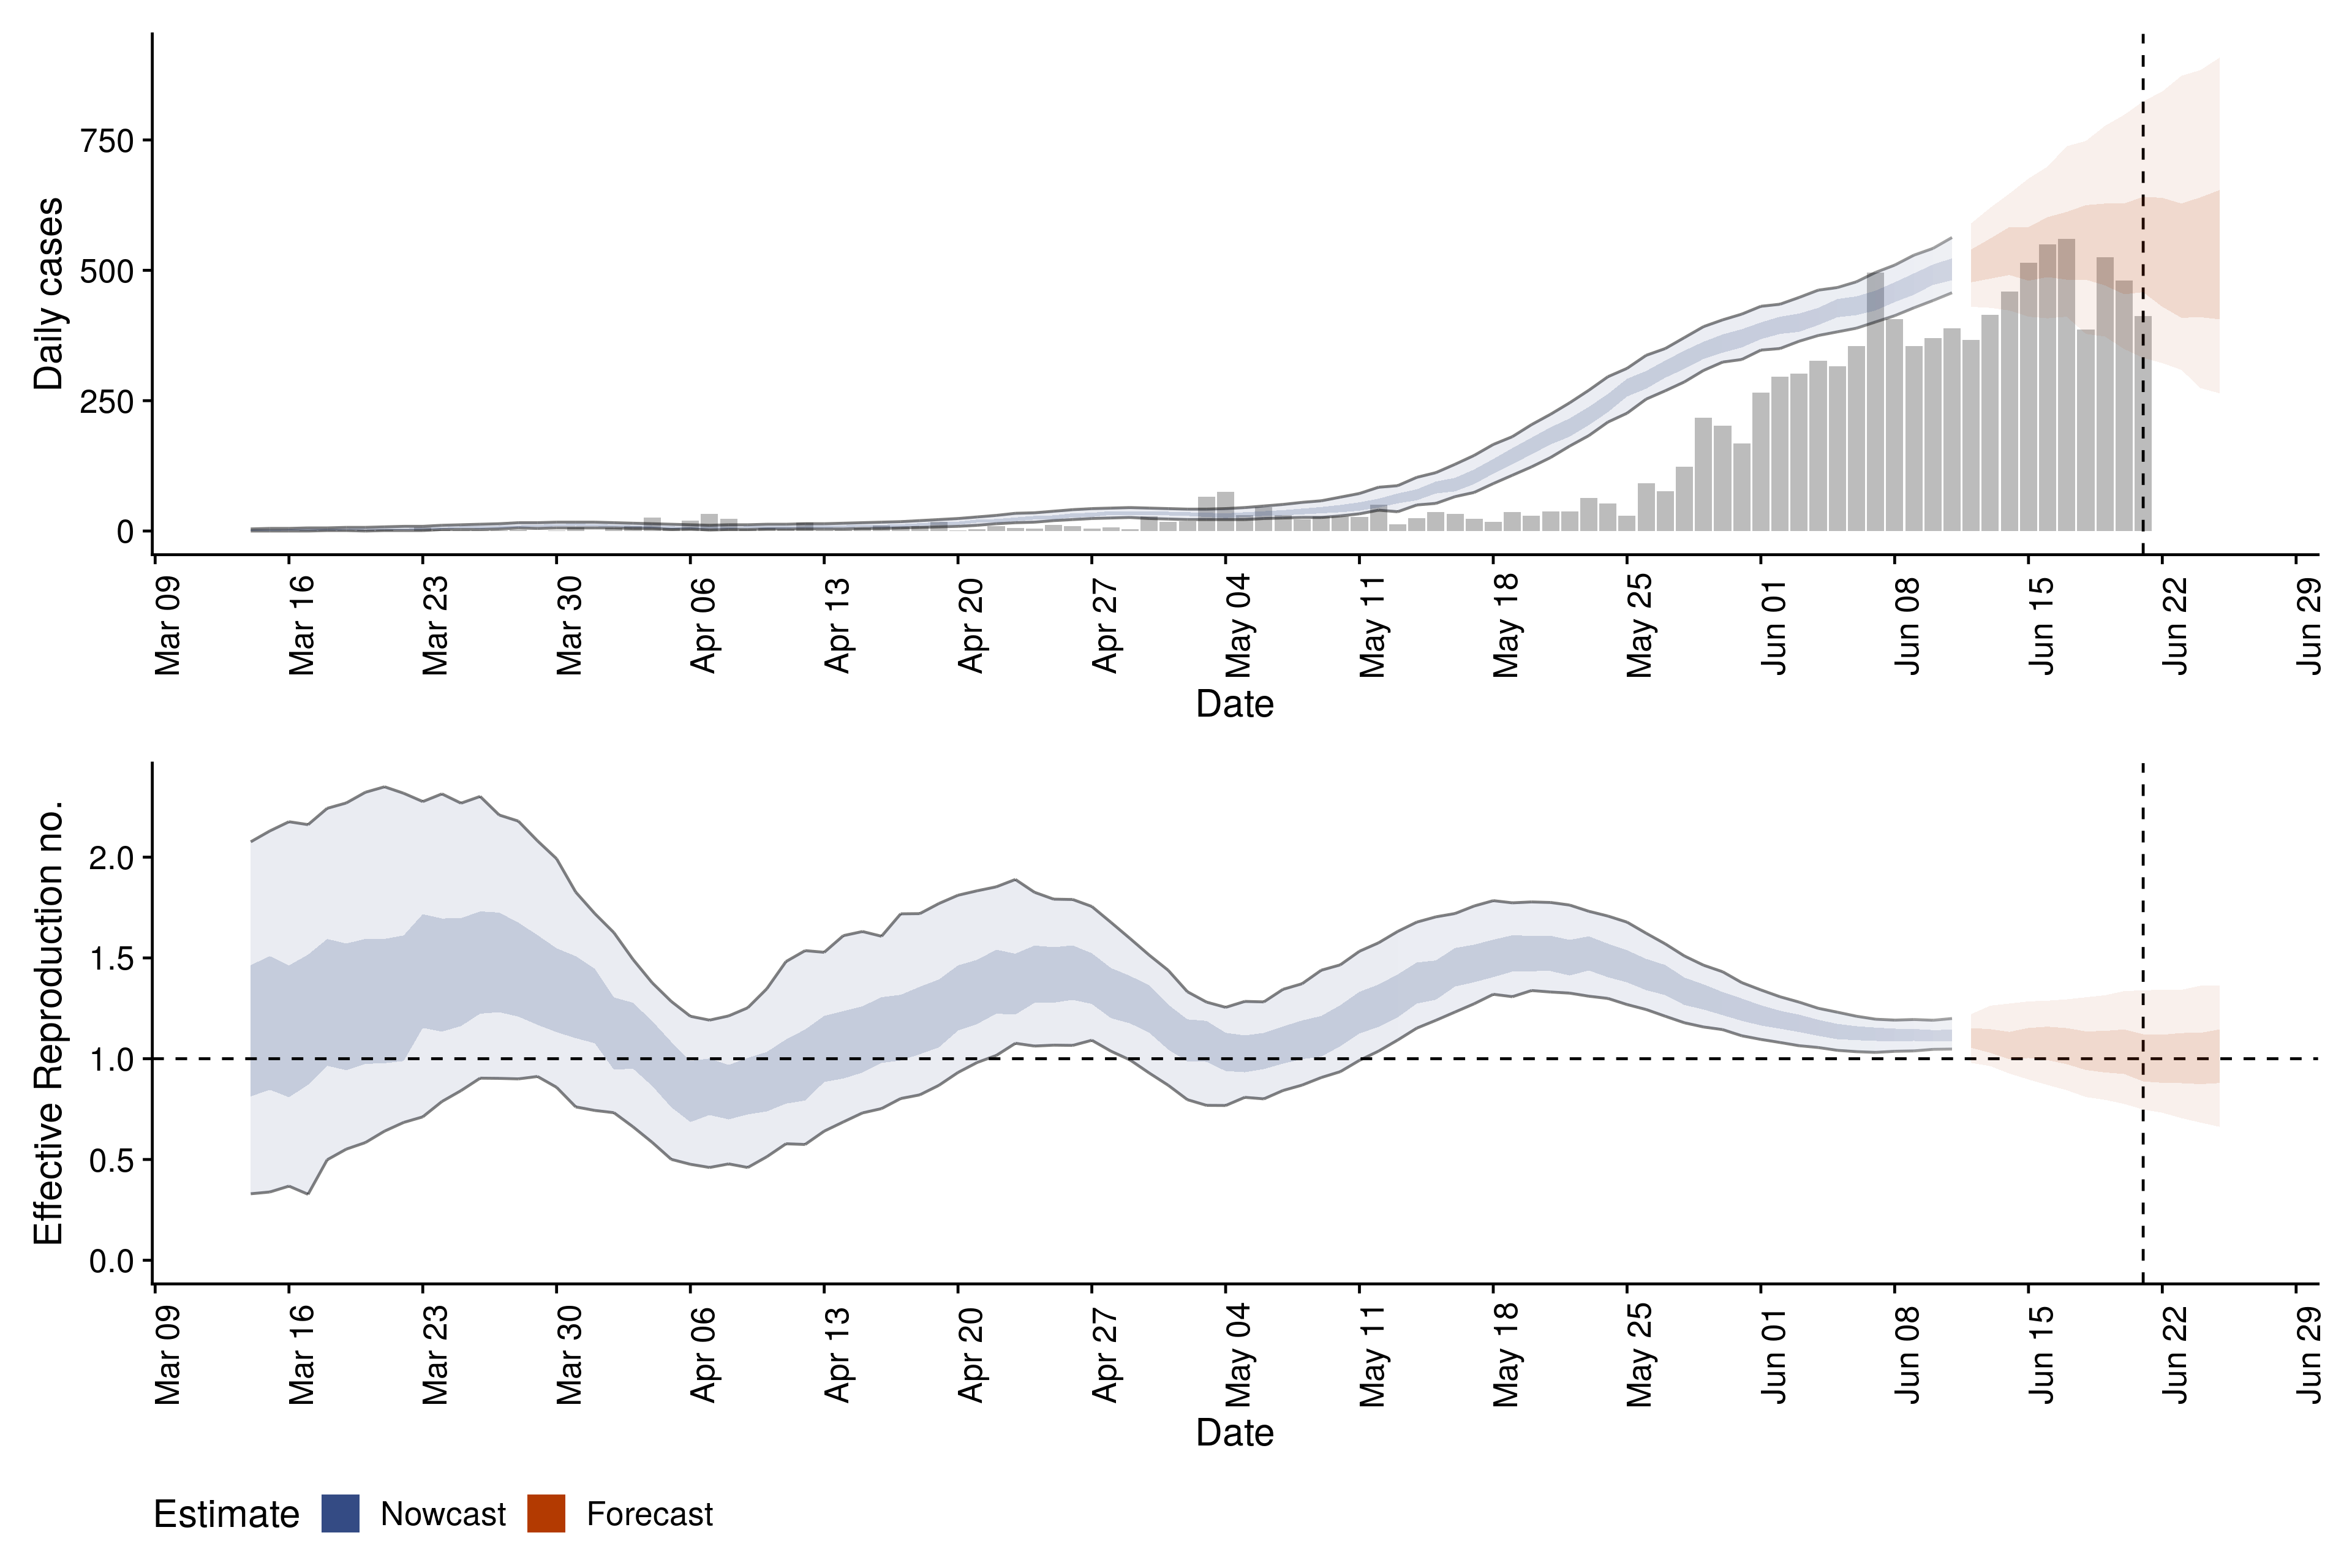 Daily cases
750
500
250
0
Mar 09
Mar 16
Mar 23
Mar 30
Apr 06
Apr 13
Apr 20
Apr 27
May 04
May 11
May 18
May 25
Jun 01
Jun 08
Jun 15
Jun 22
Jun 29
Date
Effective Reproduction no.
2.0
1.5
1.0
0.5
0.0
Mar 09
Mar 16
Mar 23
Mar 30
Apr 06
Apr 13
Apr 20
Apr 27
May 04
May 11
May 18
May 25
Jun 01
Jun 08
Jun 15
Jun 22
Jun 29
Date
Estimate Nowcast Forecast